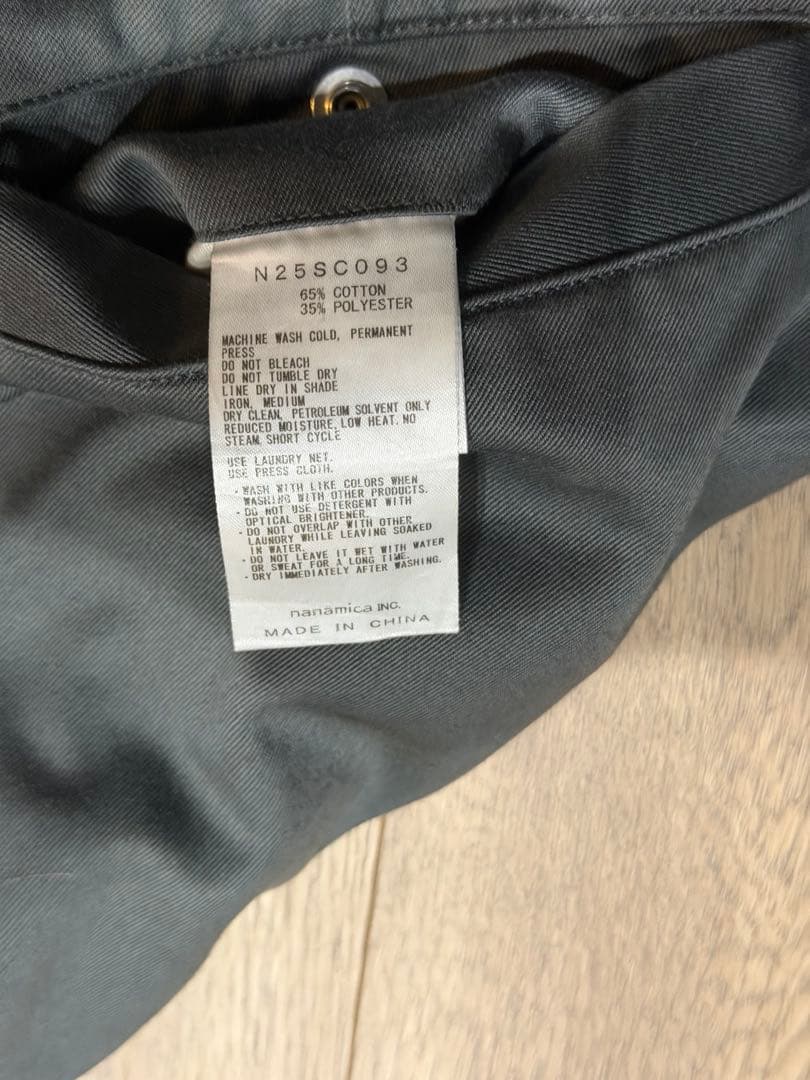 N25SC093
65% COTTON
35% POLYESTER
MACHINE WASH COLD, PERMANENT
PRESS
DO NOT BLEACH
DO NOT TUMBLE DRY
LINE DRY IN SHADE
IRON, MEDIUM
DRY CLEAN, PETROLEUM SOLVENT ONLY
REDUCED MOISTURE, LOW HEAT. NO
STEAM, SHORT CYCLE
USE LAUNDRY NET.
USE PRESS CLOTH.
・WASH WITH LIKE COLORS WHEN
WASHING WITH OTHER PRODUCTS.
・DO NOT USE DETERGENT WITH
OPTICAL BRIGHTENER.
・DO NOT OVERLAP WITH OTHER
LAUNDRY WHILE LEAVING SOAKED
IN WATER.
・DO NOT LEAVE IT WET WITH WATER
OR SWEAT FOR A LONG TIME.
・DRY IMMEDIATELY AFTER WASHING.
nanamica INC.
MADE IN CHINA